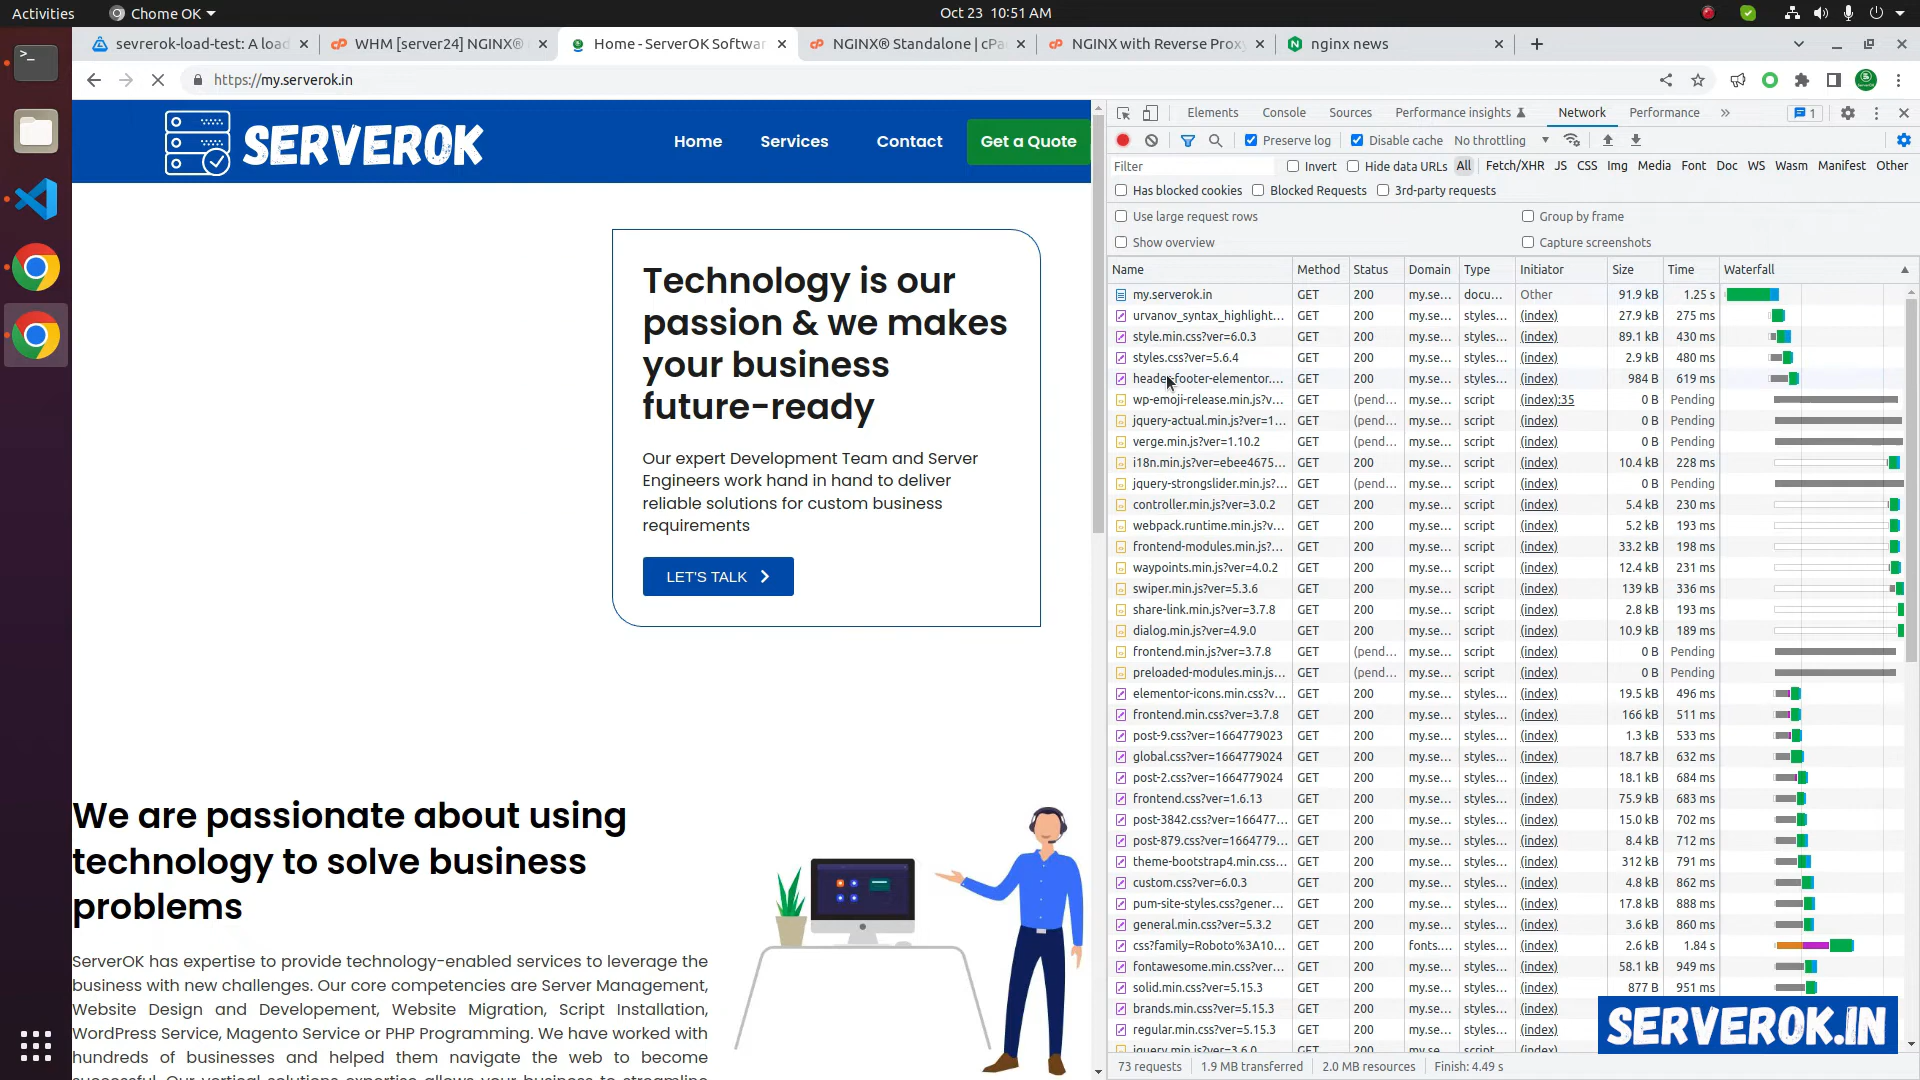 Activities
Chome OK
Oct 23 10:51 AM
sevrerok-load-test: A load
WHM [server24] NGINX®
Home - ServerOK Softwar
NGINX® Standalone | cPa
NGINX with Reverse Proxy
nginx news
https://my.serverok.in
SERVEROK
Home
Services
Contact
Get a Quote
Technology is our
passion & we makes
your business
future-ready
Our expert Development Team and Server
Engineers work hand in hand to deliver
reliable solutions for custom business
requirements
LET'S TALK
We are passionate about using
technology to solve business
problems
ServerOK has expertise to provide technology-enabled services to leverage the
business with new challenges. Our core competencies are Server Management,
Website Design and Developement, Website Migration, Script Installation,
WordPress Service, Magento Service or PHP Programming. We have worked with
hundreds of businesses and helped them navigate the web to become
Elements Console Sources Performance insights Network Performance » 1
Preserve log Disable cache No throttling
Filter Invert Hide data URLs All Fetch/XHR JS CSS Img Media Font Doc WS Wasm Manifest Other
Has blocked cookies Blocked Requests 3rd-party requests
Use large request rows Group by frame
Show overview Capture screenshots
Name Method Status Domain Type Initiator Size Time Waterfall
my.serverok.in GET 200 my.se... docu... Other 91.9 kB 1.25 s
urvanov_syntax_highlight... GET 200 my.se... styles... (index) 27.9 kB 275 ms
style.min.css?ver=6.0.3 GET 200 my.se... styles... (index) 89.1 kB 430 ms
styles.css?ver=5.6.4 GET 200 my.se... styles... (index) 2.9 kB 480 ms
header-footer-elementor.... GET 200 my.se... styles... (index) 984 B 619 ms
wp-emoji-release.min.js?v... GET (pend... my.se... script (index):35 0 B Pending
jquery-actual.min.js?ver=1... GET (pend... my.se... script (index) 0 B Pending
verge.min.js?ver=1.10.2 GET (pend... my.se... script (index) 0 B Pending
i18n.min.js?ver=ebee4675... GET 200 my.se... script (index) 10.4 kB 228 ms
jquery-strongslider.min.js?... GET (pend... my.se... script (index) 0 B Pending
controller.min.js?ver=3.0.2 GET 200 my.se... script (index) 5.4 kB 230 ms
webpack.runtime.min.js?v... GET 200 my.se... script (index) 5.2 kB 193 ms
frontend-modules.min.js?... GET 200 my.se... script (index) 33.2 kB 198 ms
waypoints.min.js?ver=4.0.2 GET 200 my.se... script (index) 12.4 kB 231 ms
swiper.min.js?ver=5.3.6 GET 200 my.se... script (index) 139 kB 336 ms
share-link.min.js?ver=3.7.8 GET 200 my.se... script (index) 2.8 kB 193 ms
dialog.min.js?ver=4.9.0 GET 200 my.se... script (index) 10.9 kB 189 ms
frontend.min.js?ver=3.7.8 GET (pend... my.se... script (index) 0 B Pending
preloaded-modules.min.js... GET (pend... my.se... script (index) 0 B Pending
elementor-icons.min.css?v... GET 200 my.se... styles... (index) 19.5 kB 496 ms
frontend.min.css?ver=3.7.8 GET 200 my.se... styles... (index) 166 kB 511 ms
post-9.css?ver=1664779023 GET 200 my.se... styles... (index) 1.3 kB 533 ms
global.css?ver=1664779024 GET 200 my.se... styles... (index) 18.7 kB 632 ms
post-2.css?ver=1664779024 GET 200 my.se... styles... (index) 18.1 kB 684 ms
frontend.css?ver=1.6.13 GET 200 my.se... styles... (index) 75.9 kB 683 ms
post-3842.css?ver=166477... GET 200 my.se... styles... (index) 15.0 kB 702 ms
post-879.css?ver=1664779... GET 200 my.se... styles... (index) 8.4 kB 712 ms
theme-bootstrap4.min.css... GET 200 my.se... styles... (index) 312 kB 791 ms
custom.css?ver=6.0.3 GET 200 my.se... styles... (index) 4.8 kB 862 ms
pum-site-styles.css?gener... GET 200 my.se... styles... (index) 17.8 kB 888 ms
general.min.css?ver=5.3.2 GET 200 my.se... styles... (index) 3.6 kB 860 ms
css?family=Roboto%3A10... GET 200 fonts.... styles... (index) 2.6 kB 1.84 s
fontawesome.min.css?ver... GET 200 my.se... styles... (index) 58.1 kB 949 ms
solid.min.css?ver=5.15.3 GET 200 my.se... styles... (index) 877 B 951 ms
brands.min.css?ver=5.15.3 GET 200 my.se... styles... (index)
regular.min.css?ver=5.15.3 GET 200 my.se... styles... (index)
SERVEROK.IN
73 requests 1.9 MB transferred 2.0 MB resources Finish: 4.49 s